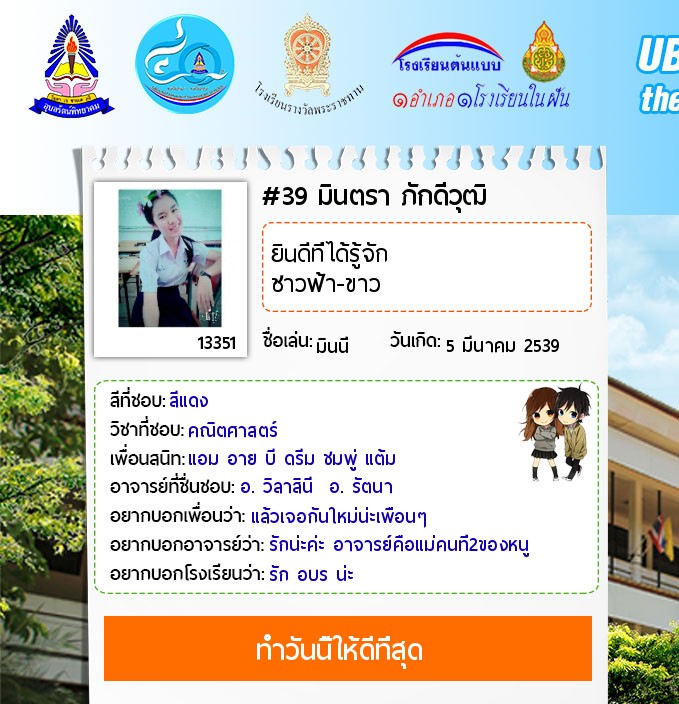 อุบลรัตน์พิทยาคม
โรงเรียนรางวัลพระราชทาน
โรงเรียนต้นแบบ
๑อำเภอ๑โรงเรียนในฝัน
UB
the
#39 มินตรา ภักดีวุฒิ
ยินดีที่ได้รู้จัก
ชาวฟ้า-ขาว
13351
ชื่อเล่น: มินนี่ วันเกิด: 5 มีนาคม 2539
สีที่ชอบ: สีแดง
วิชาที่ชอบ: คณิตศาสตร์
เพื่อนสนิท: แอม อาย บี ดรีม ชมพู่ แต้ม
อาจารย์ที่ชื่นชอบ: อ. วิลาสินี อ. รัตนา
อยากบอกเพื่อนว่า: แล้วเจอกันใหม่น่ะเพื่อนๆ
อยากบอกอาจารย์ว่า: รักน่ะค่ะ อาจารย์คือแม่คนที่2ของหนู
อยากบอกโรงเรียนว่า: รัก อบร น่ะ
ทำวันนี้ให้ดีที่สุด